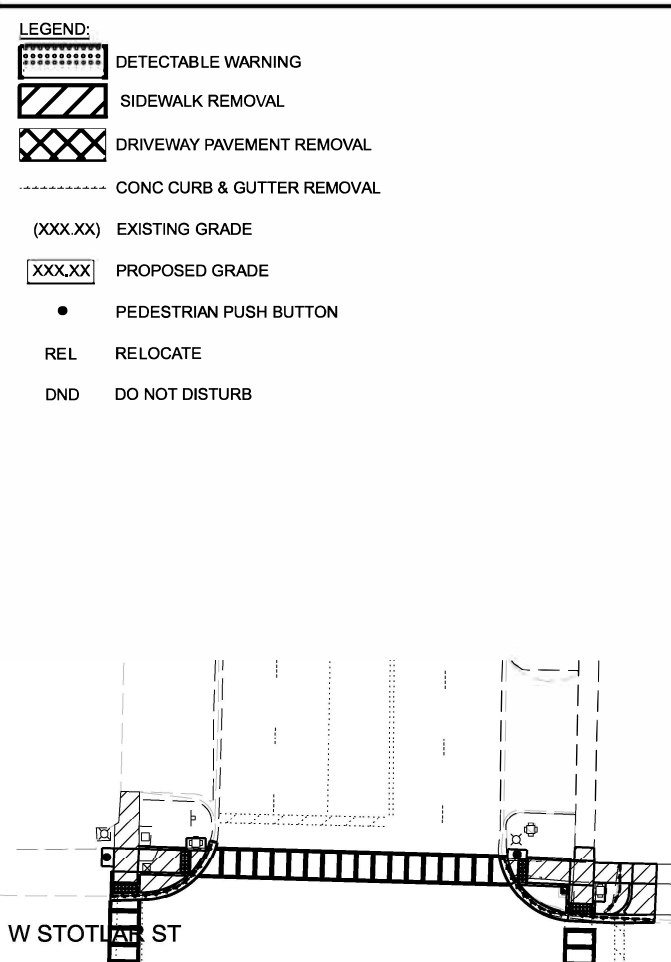 LEGEND:
DETECTABLE WARNING
SIDEWALK REMOVAL
DRIVEWAY PAVEMENT REMOVAL
CONC CURB & GUTTER REMOVAL
(XXX.XX) EXISTING GRADE
XXX.XX PROPOSED GRADE
PEDESTRIAN PUSH BUTTON
REL RELOCATE
DND DO NOT DISTURB
W STOTLAR ST